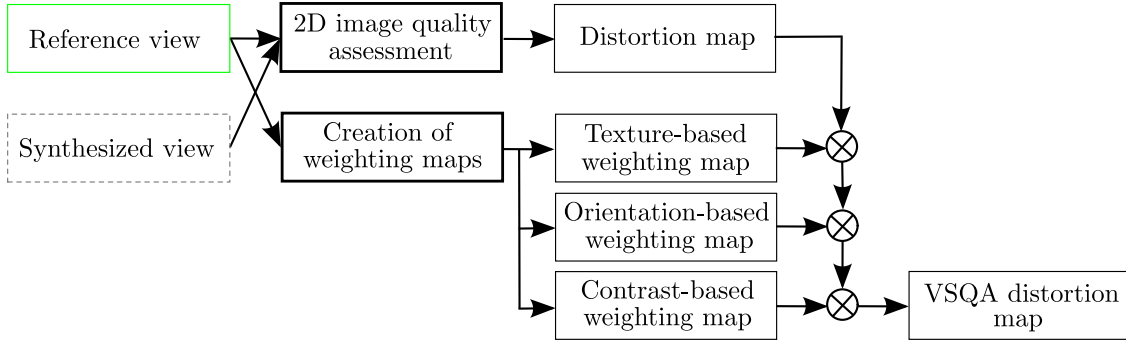 Reference view
2D image quality
assessment
Distortion map
Synthesized view
Creation of
weighting maps
Texture-based
weighting map
Orientation-based
weighting map
Contrast-based
weighting map
VSQA distortion
map